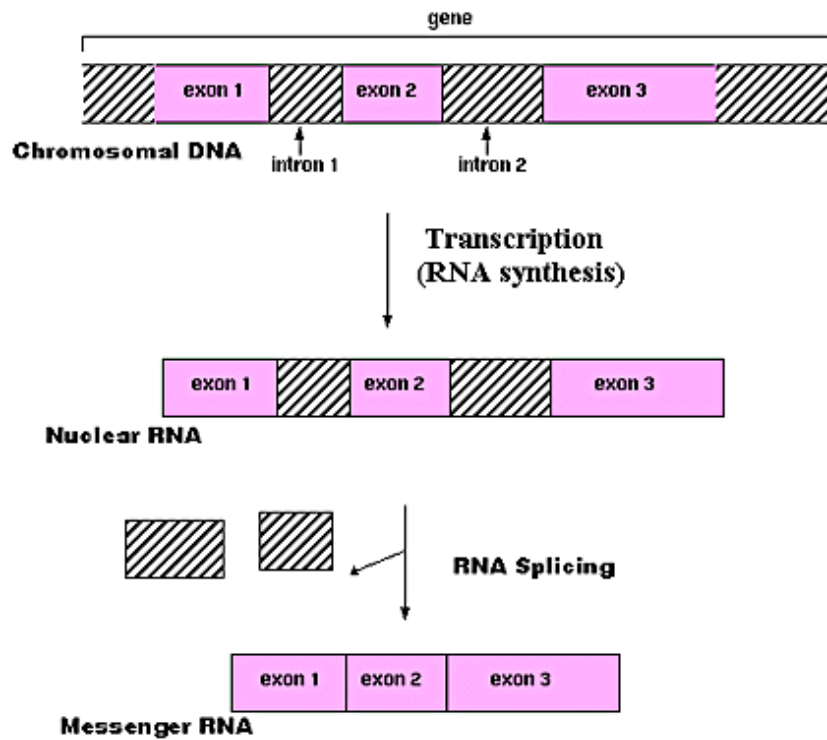 gene
exon 1 exon 2 exon 3
Chromosomal DNA
intron 1 intron 2
Transcription
(RNA synthesis)
exon 1 exon 2 exon 3
Nuclear RNA
RNA Splicing
exon 1 exon 2 exon 3
Messenger RNA